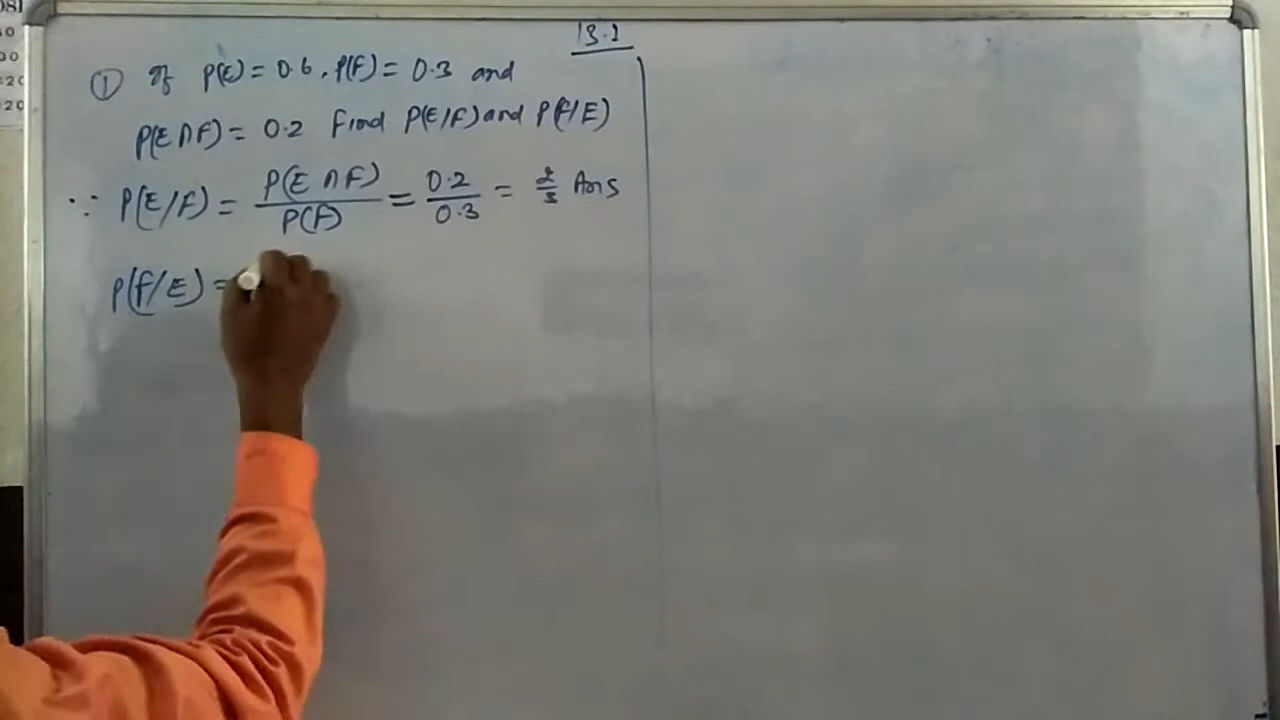 13.1
① If P(E) = 0.6, P(F) = 0.3 and
P(E ∩ F) = 0.2 Find P(E/F) and P(F/E)
∵ P(E/F) = P(E ∩ F) / P(F) = 0.2 / 0.3 = 2/3 Ans
P(F/E) =